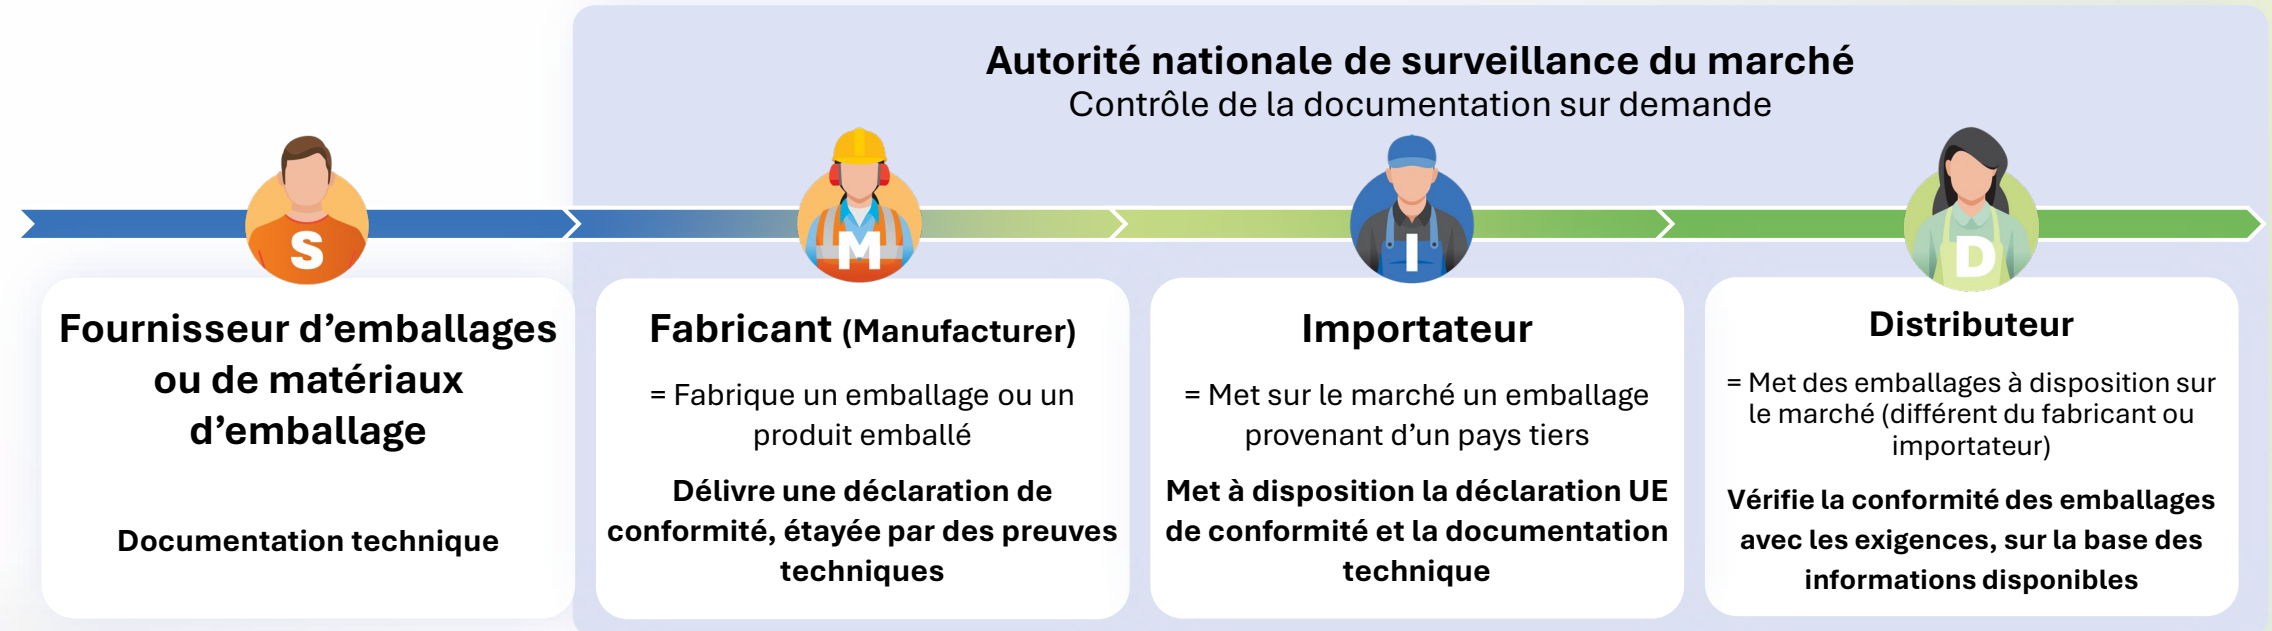 Autorité nationale de surveillance du marché
Contrôle de la documentation sur demande
S
M
I
D
Fournisseur d’emballages
ou de matériaux
d’emballage
Documentation technique
Fabricant (Manufacturer)
= Fabrique un emballage ou un
produit emballé
Délivre une déclaration de
conformité, étayée par des preuves
techniques
Importateur
= Met sur le marché un emballage
provenant d’un pays tiers
Met à disposition la déclaration UE
de conformité et la documentation
technique
Distributeur
= Met des emballages à disposition sur
le marché (différent du fabricant ou
importateur)
Vérifie la conformité des emballages
avec les exigences, sur la base des
informations disponibles